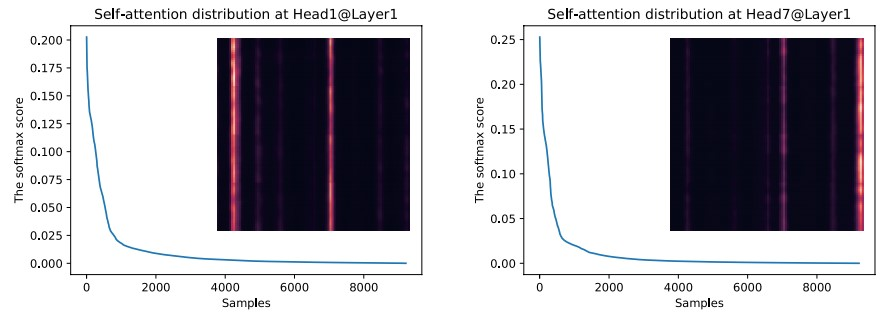 Self-attention distribution at Head1@Layer1
0.200
0.175
0.150
0.125
0.100
0.075
0.050
0.025
0.000
The softmax score
0 2000 4000 6000 8000
Samples
Self-attention distribution at Head7@Layer1
0.25
0.20
0.15
0.10
0.05
0.00
The softmax score
0 2000 4000 6000 8000
Samples